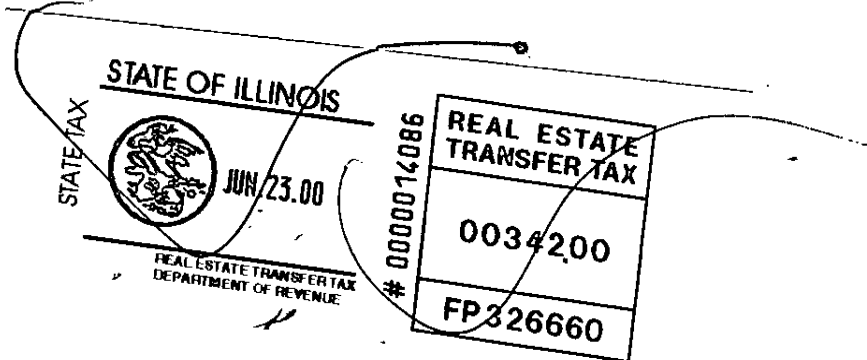 STATE OF ILLINOIS
STATE TAX
JUN.23.00
REAL ESTATE TRANSFER TAX
DEPARTMENT OF REVENUE
# 0000014086
REAL ESTATE
TRANSFER TAX
0034200
FP326660